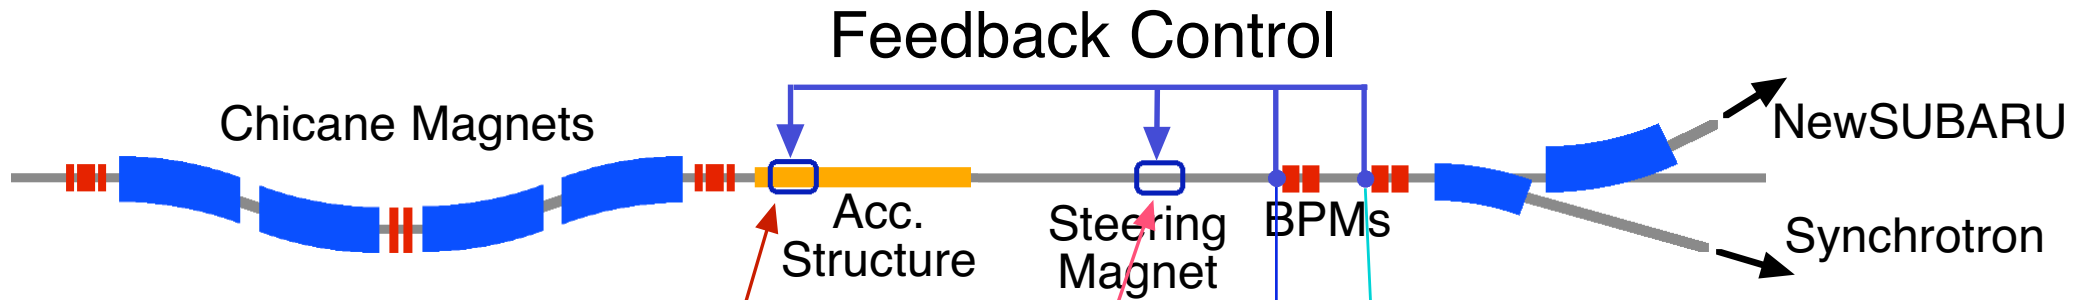 Feedback Control
Chicane Magnets
NewSUBARU
Acc.
Structure
Steering
Magnet
BPMs
Synchrotron